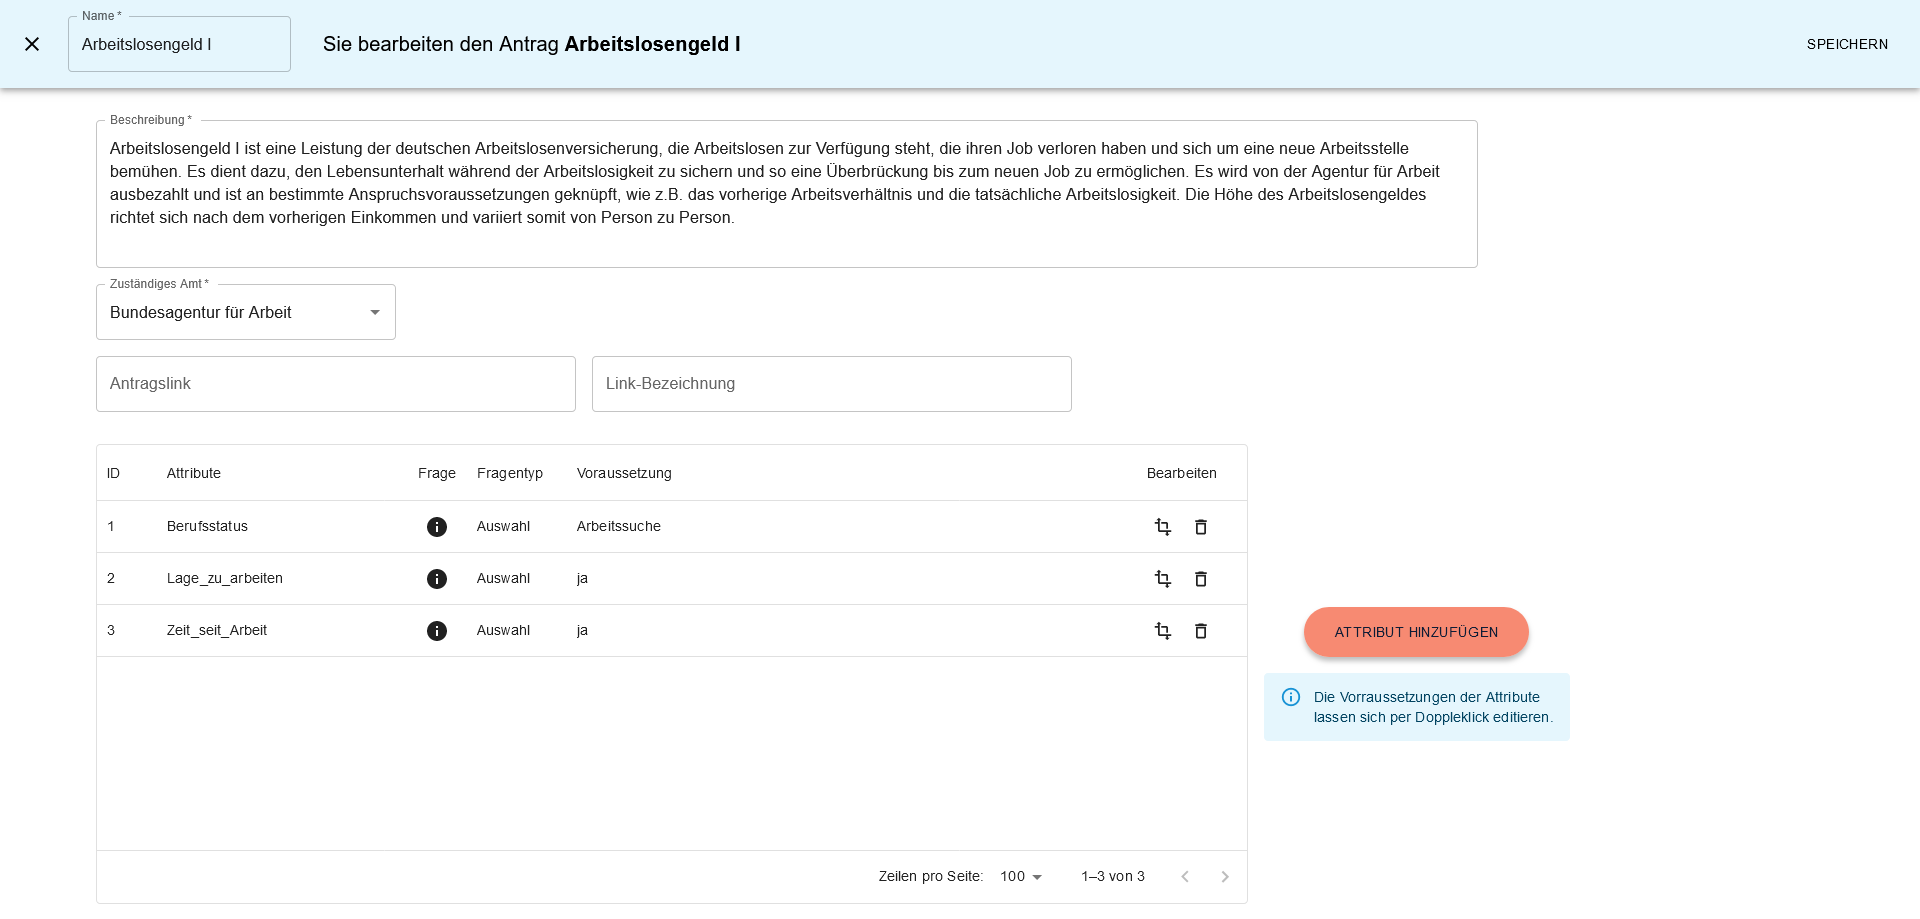 Name *
Arbeitslosengeld I
Sie bearbeiten den Antrag Arbeitslosengeld I
SPEICHERN
Beschreibung *
Arbeitslosengeld I ist eine Leistung der deutschen Arbeitslosenversicherung, die Arbeitslosen zur Verfügung steht, die ihren Job verloren haben und sich um eine neue Arbeitsstelle
bemühen. Es dient dazu, den Lebensunterhalt während der Arbeitslosigkeit zu sichern und so eine Überbrückung bis zum neuen Job zu ermöglichen. Es wird von der Agentur für Arbeit
ausbezahlt und ist an bestimmte Anspruchsvoraussetzungen geknüpft, wie z.B. das vorherige Arbeitsverhältnis und die tatsächliche Arbeitslosigkeit. Die Höhe des Arbeitslosengeldes
richtet sich nach dem vorherigen Einkommen und variiert somit von Person zu Person.
Zuständiges Amt *
Bundesagentur für Arbeit
Antragslink
Link-Bezeichnung
ID Attribute Frage Fragentyp Voraussetzung Bearbeiten
1 Berufsstatus Auswahl Arbeitssuche
2 Lage_zu_arbeiten Auswahl ja
3 Zeit_seit_Arbeit Auswahl ja
ATTRIBUT HINZUFÜGEN
Die Vorraussetzungen der Attribute
lassen sich per Doppleklick editieren.
Zeilen pro Seite: 100 1–3 von 3